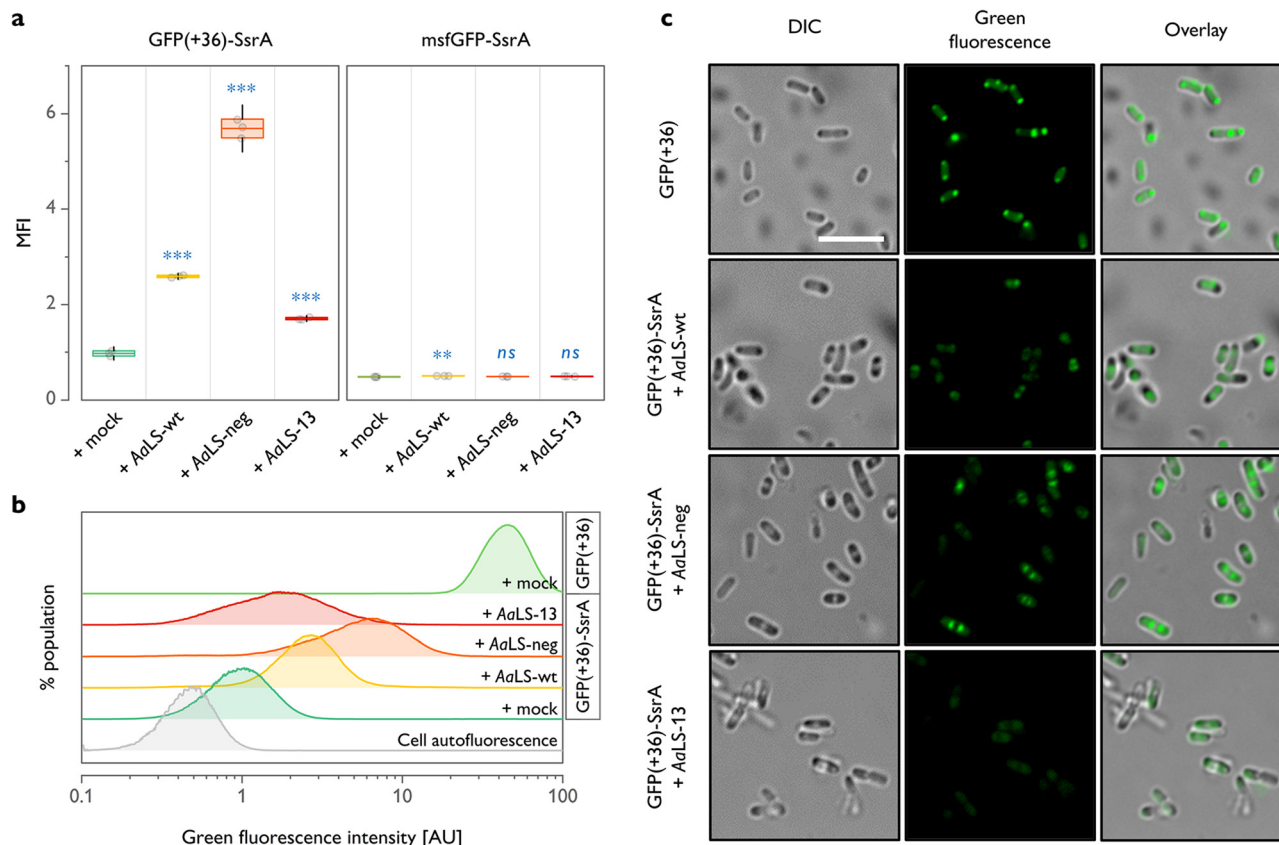 a
GFP(+36)-SsrA
msfGFP-SsrA
MFI
6
4
2
0
***
***
***
**
ns
ns
+ mock
+ AaLS-wt
+ AaLS-neg
+ AaLS-13
+ mock
+ AaLS-wt
+ AaLS-neg
+ AaLS-13
b
% population
+ mock
+ AaLS-13
+ AaLS-neg
+ AaLS-wt
+ mock
Cell autofluorescence
GFP(+36)
GFP(+36)-SsrA
0.1
1
10
100
Green fluorescence intensity [AU]
c
DIC
Green
fluorescence
Overlay
GFP(+36)
GFP(+36)-SsrA
+ AaLS-wt
GFP(+36)-SsrA
+ AaLS-neg
GFP(+36)-SsrA
+ AaLS-13